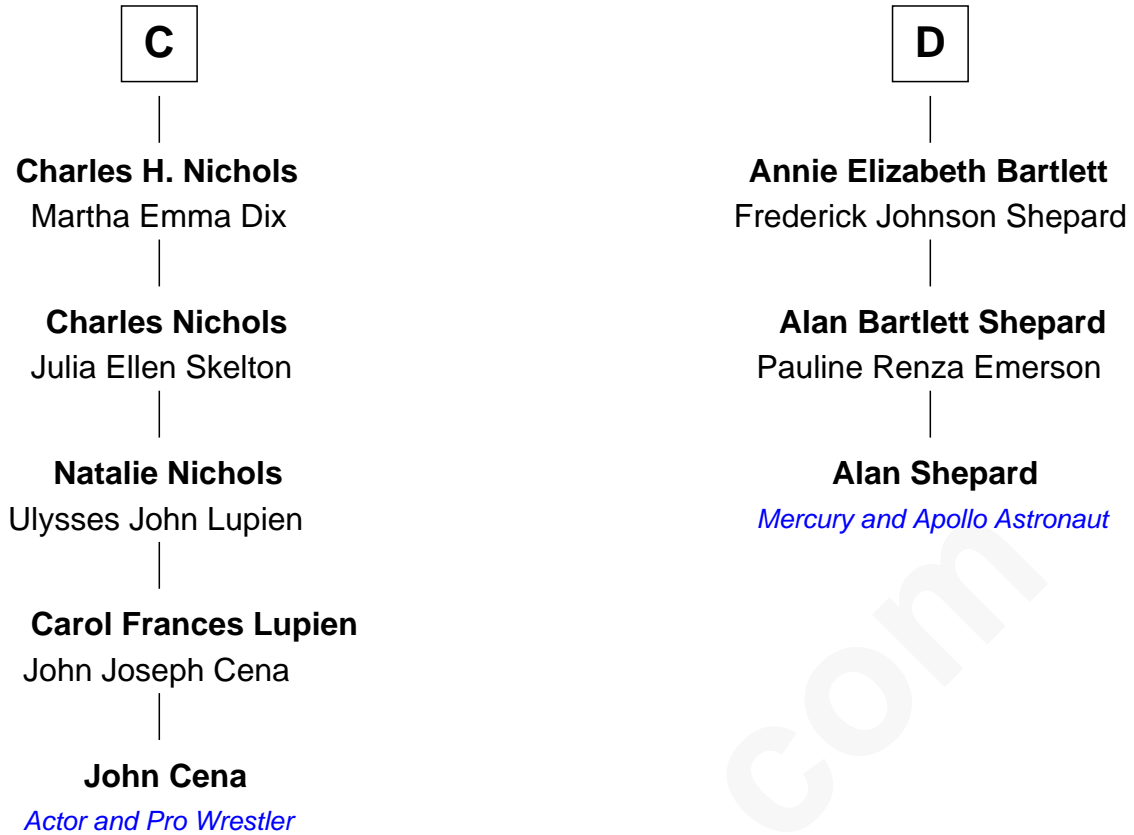 C
Charles H. Nichols
Martha Emma Dix
Charles Nichols
Julia Ellen Skelton
Natalie Nichols
Ulysses John Lupien
Carol Frances Lupien
John Joseph Cena
John Cena
Actor and Pro Wrestler
D
Annie Elizabeth Bartlett
Frederick Johnson Shepard
Alan Bartlett Shepard
Pauline Renza Emerson
Alan Shepard
Mercury and Apollo Astronaut
com